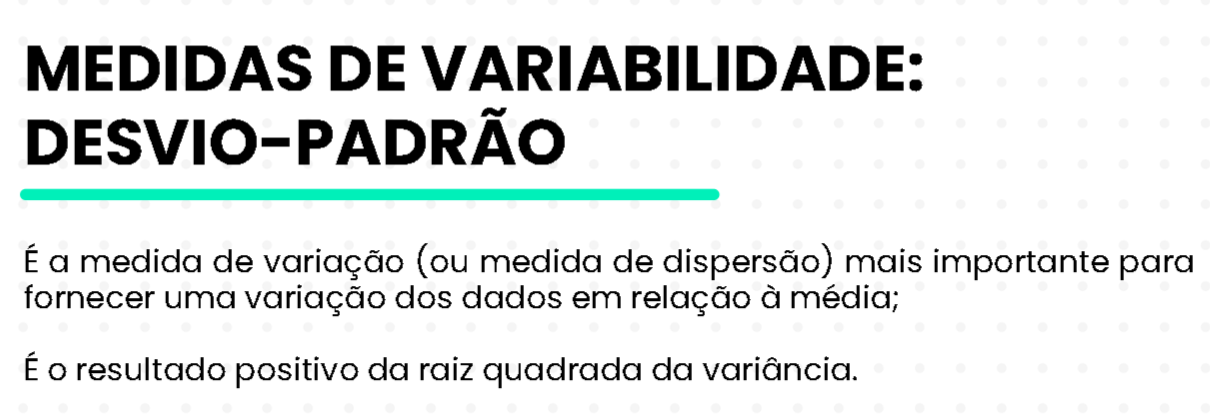 MEDIDAS DE VARIABILIDADE:
DESVIO-PADRÃO
É a medida de variação (ou medida de dispersão) mais importante para
fornecer uma variação dos dados em relação à média;
É o resultado positivo da raiz quadrada da variância.